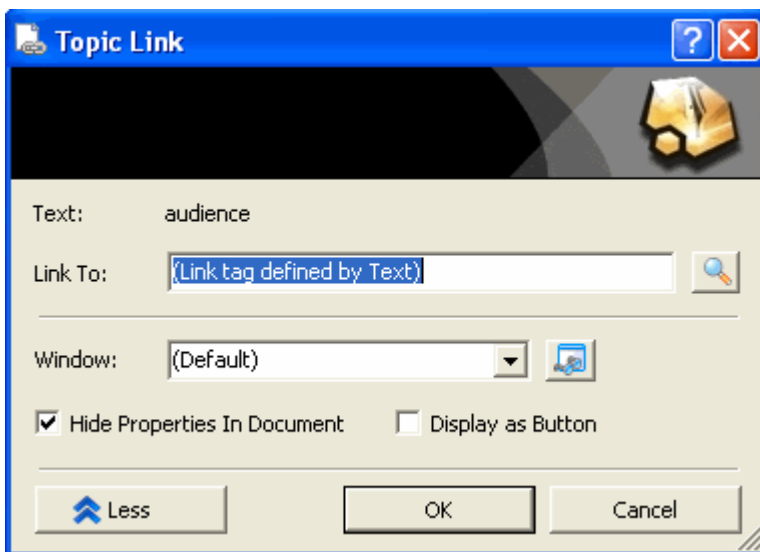 Topic Link
Text: audience
Link To: (Link tag defined by Text)
Window: (Default)
Hide Properties In Document Display as Button
Less OK Cancel